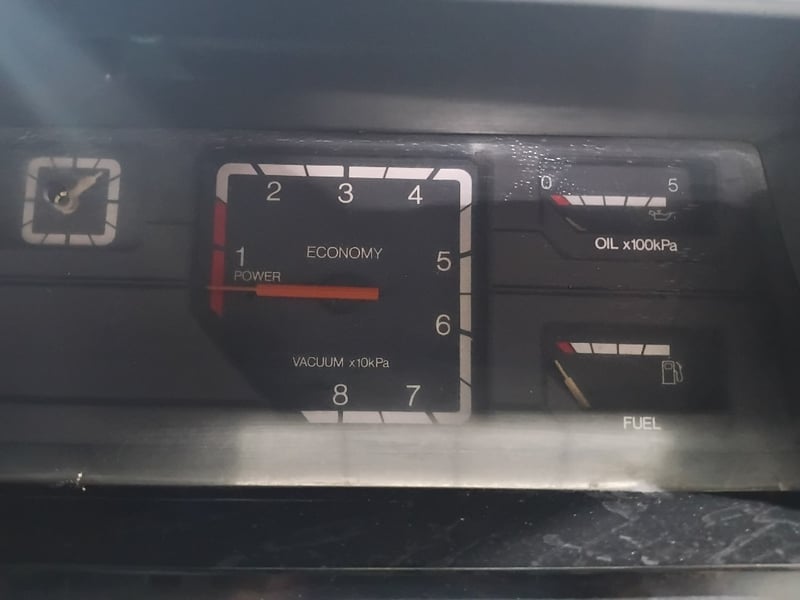 2 3 4
0 5
OIL x100kPa
1
ECONOMY
5
POWER
6
VACUUM x10kPa
8 7
FUEL